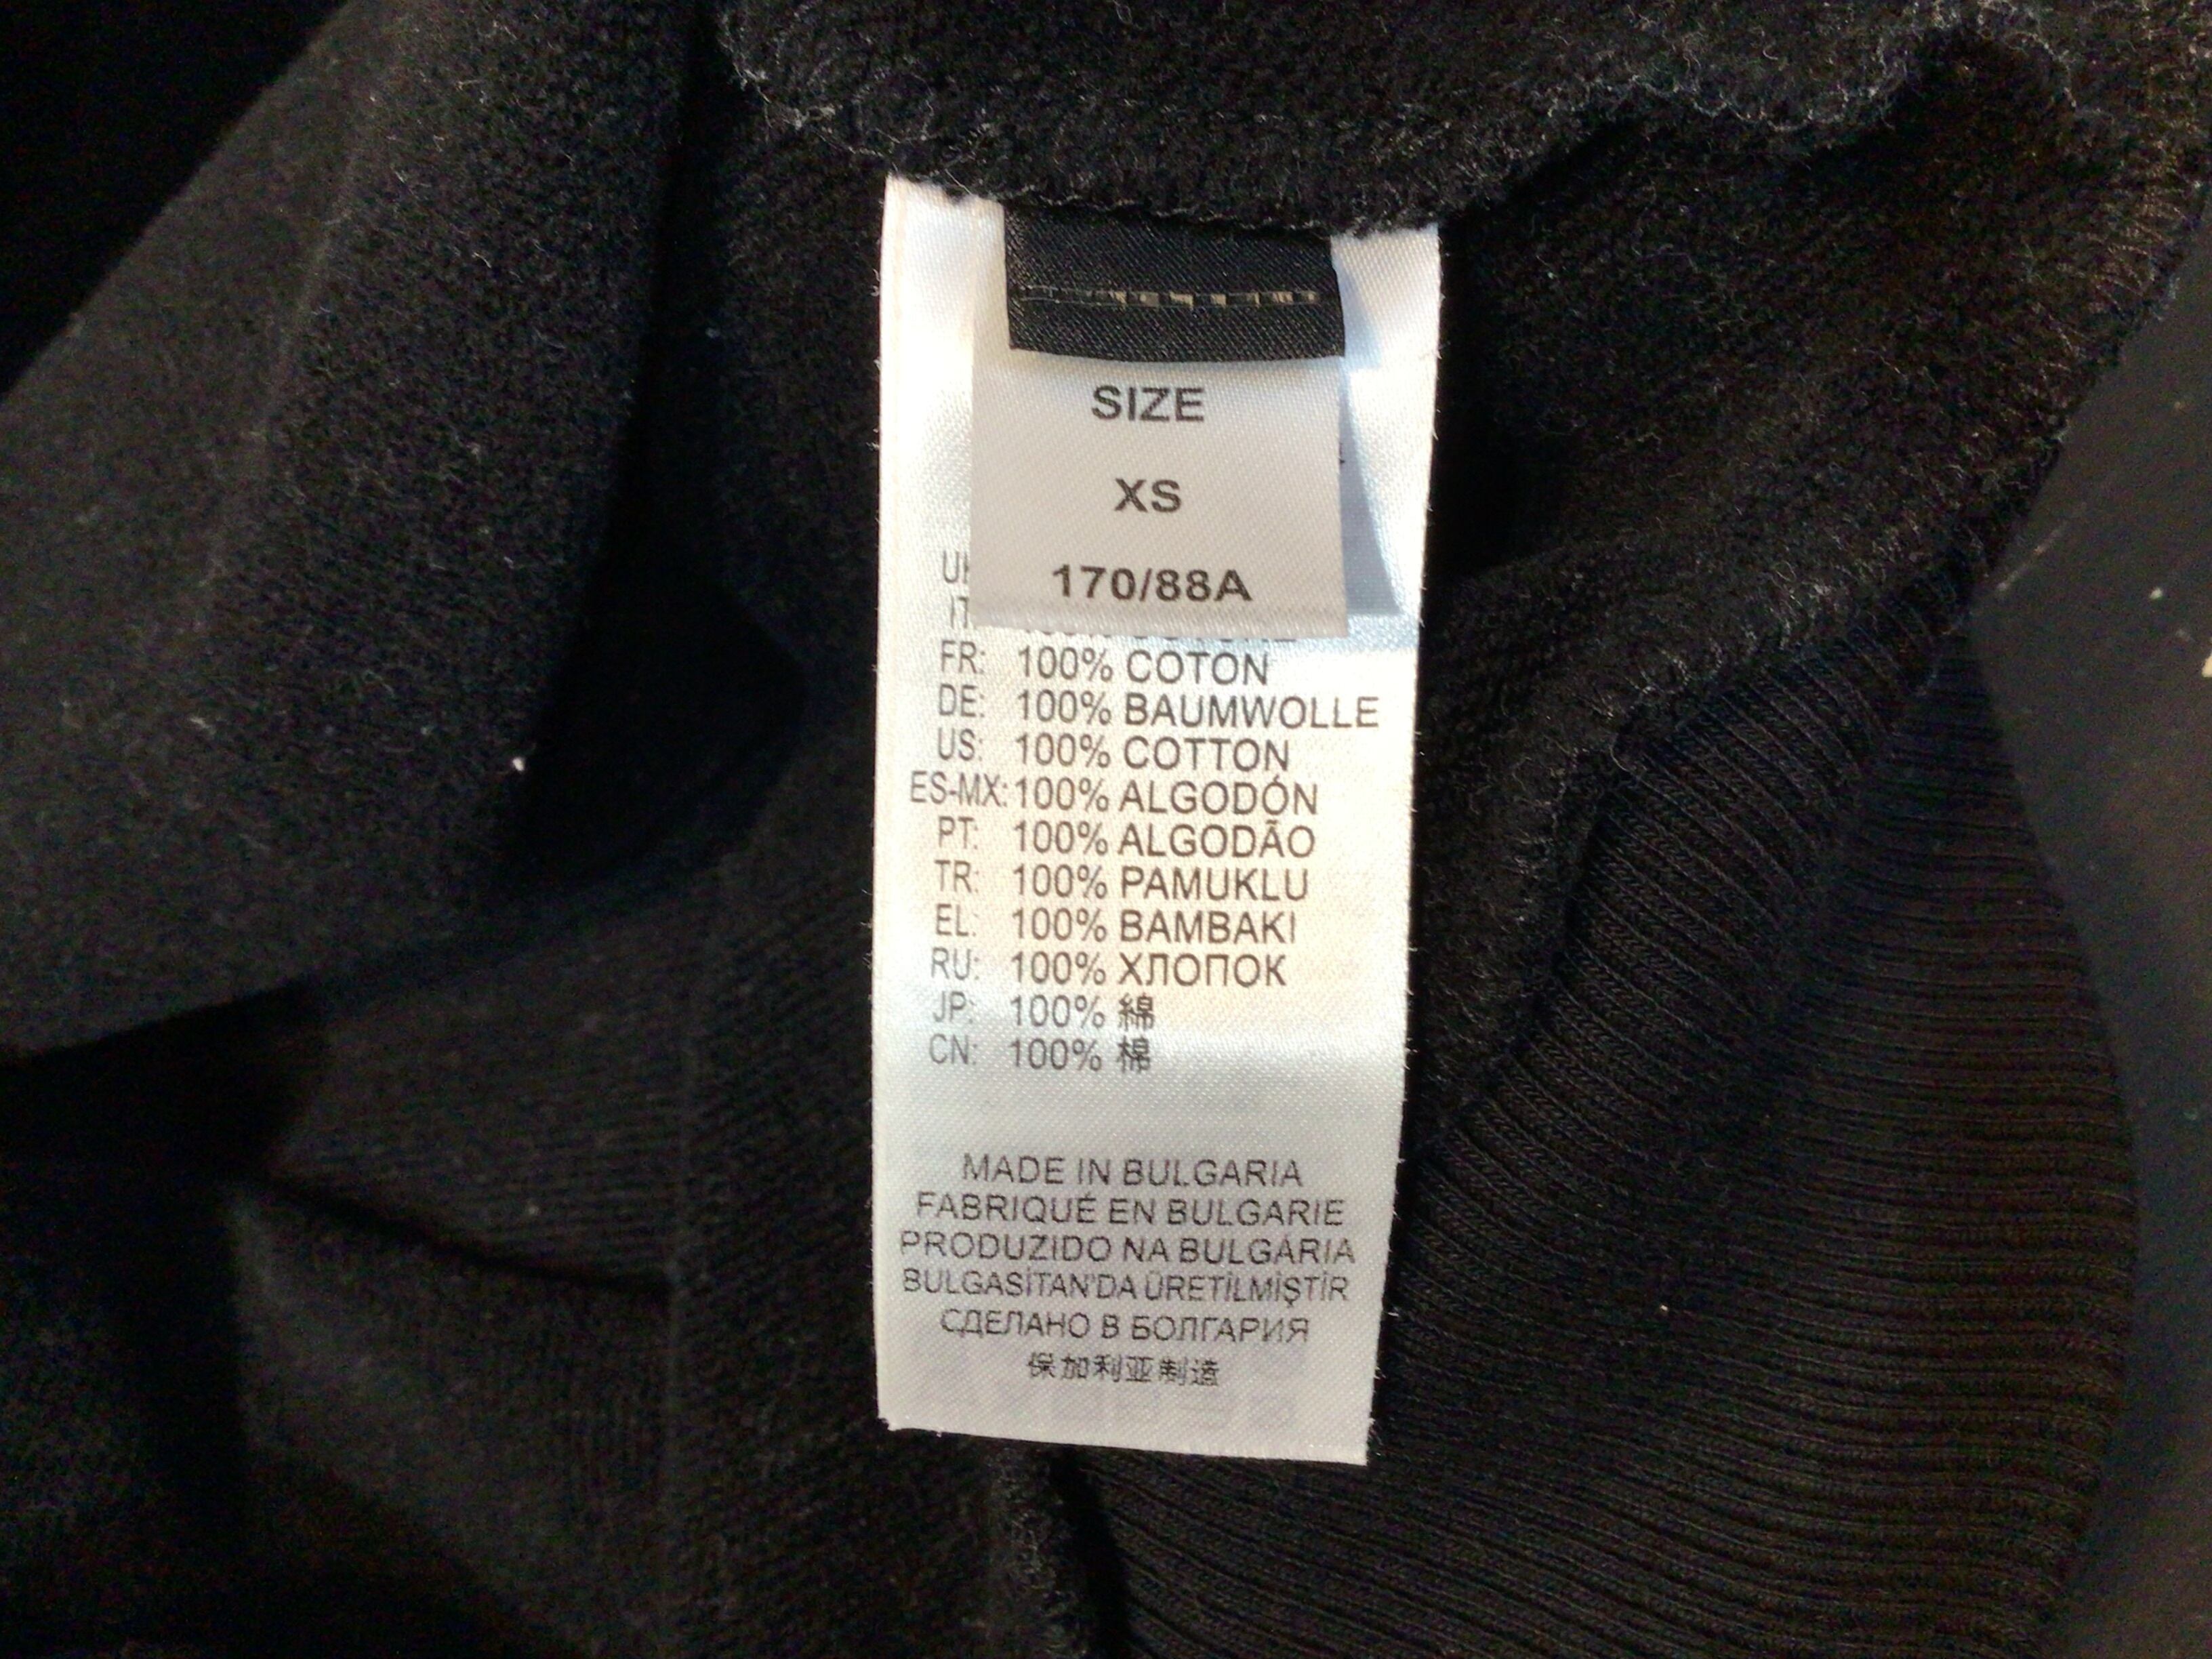 SIZE
XS
170/88A
FR: 100% COTON
DE: 100% BAUMWOLLE
US: 100% COTTON
ES-MX: 100% ALGODÓN
PT: 100% ALGODÃO
TR: 100% PAMUKLU
EL: 100% BAMBAKI
RU: 100% ХЛОПОК
JP: 100% 綿
CN: 100% 棉
MADE IN BULGARIA
FABRIQUÉ EN BULGARIE
PRODUZIDO NA BULGÁRIA
BULGASİTAN'DA ÜRETİLMİŞTİR
СДЕЛАНО В БОЛГАРИЯ
保加利亚制造